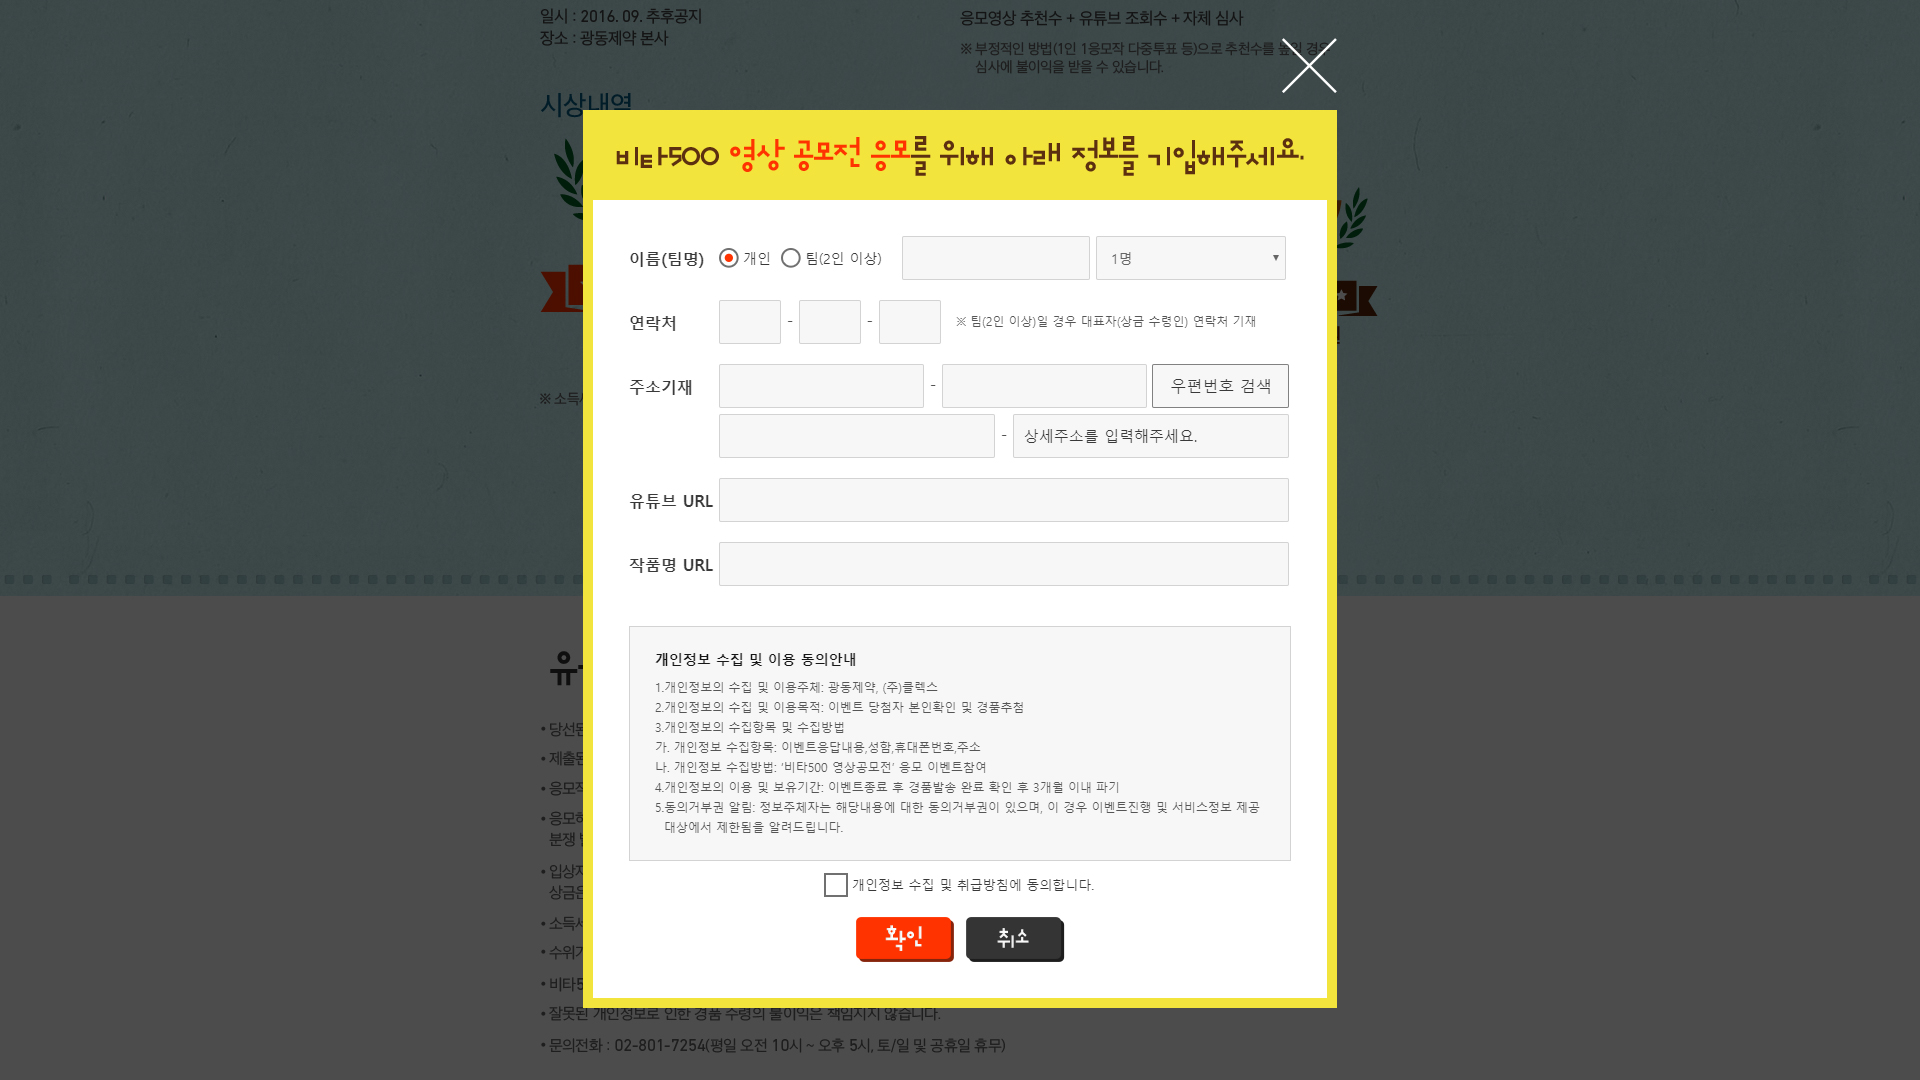 일시 : 2016. 09. 추후공지
장소 : 광동제약 본사
응모영상 추천수 + 유튜브 조회수 + 자체 심사
※ 부정적인 방법(1인 1응모작 다중투표 등)으로 추천수를 높인 경우
심사에 불이익을 받을 수 있습니다.
시상내역
비타500 영상 공모전 응모를 위해 아래 정보를 기입해주세요.
이름(팀명) 개인 팀(2인 이상) 1명
연락처 - - ※ 팀(2인 이상)일 경우 대표자(상금 수령인) 연락처 기재
주소기재 - 우편번호 검색
- 상세주소를 입력해주세요.
※ 소득
유튜브 URL
작품명 URL
개인정보 수집 및 이용 동의안내
1.개인정보의 수집 및 이용주체: 광동제약, (주)클렉스
2.개인정보의 수집 및 이용목적: 이벤트 당첨자 본인확인 및 경품추첨
3.개인정보의 수집항목 및 수집방법
가. 개인정보 수집항목: 이벤트응답내용,성함,휴대폰번호,주소
나. 개인정보 수집방법: '비타500 영상공모전' 응모 이벤트참여
4.개인정보의 이용 및 보유기간: 이벤트종료 후 경품발송 완료 확인 후 3개월 이내 파기
5.동의거부권 알림: 정보주체자는 해당내용에 대한 동의거부권이 있으며, 이 경우 이벤트진행 및 서비스정보 제공
대상에서 제한됨을 알려드립니다.
개인정보 수집 및 취급방침에 동의합니다.
확인 취소
유
• 당선된
• 제출된
• 응모작
• 응모하
분쟁
• 입상자
상금은
• 소득세
• 수위가
• 비타5
• 잘못된 개인정보로 인한 경품 수령의 불이익은 책임지지 않습니다.
• 문의전화 : 02-801-7254(평일 오전 10시 ~ 오후 5시, 토/일 및 공휴일 휴무)